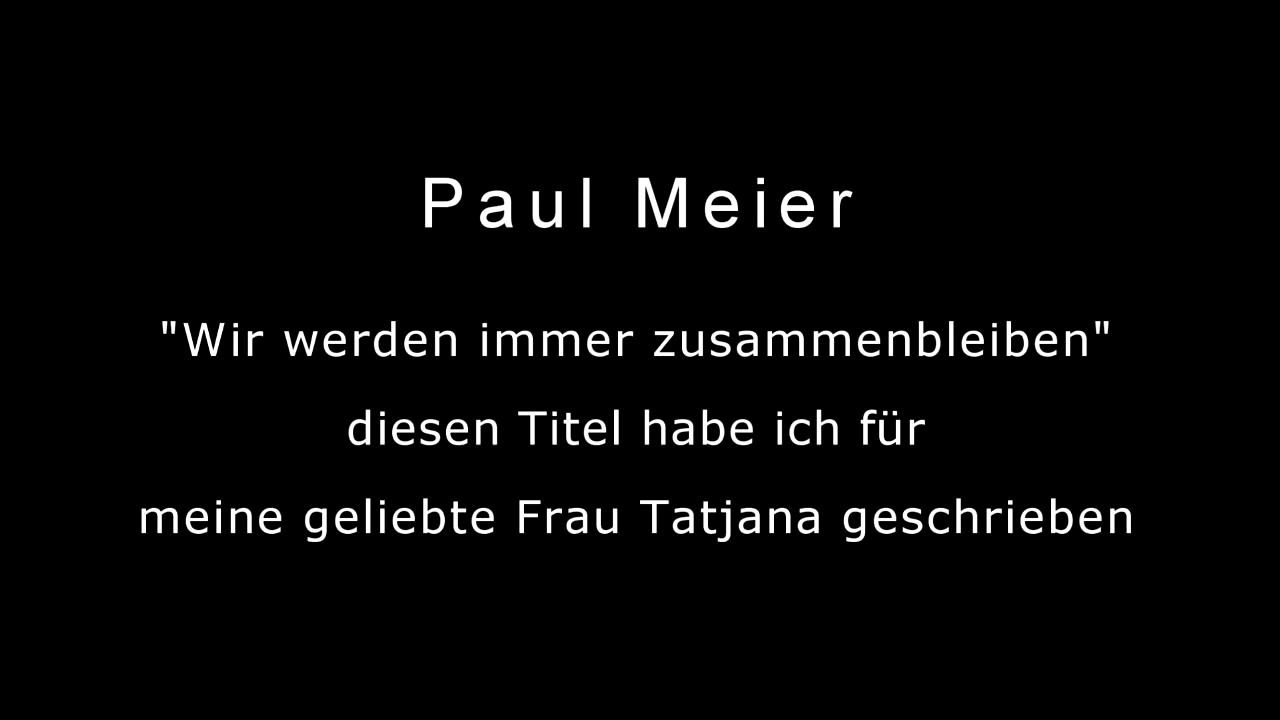 Paul Meier
"Wir werden immer zusammenbleiben"
diesen Titel habe ich für
meine geliebte Frau Tatjana geschrieben